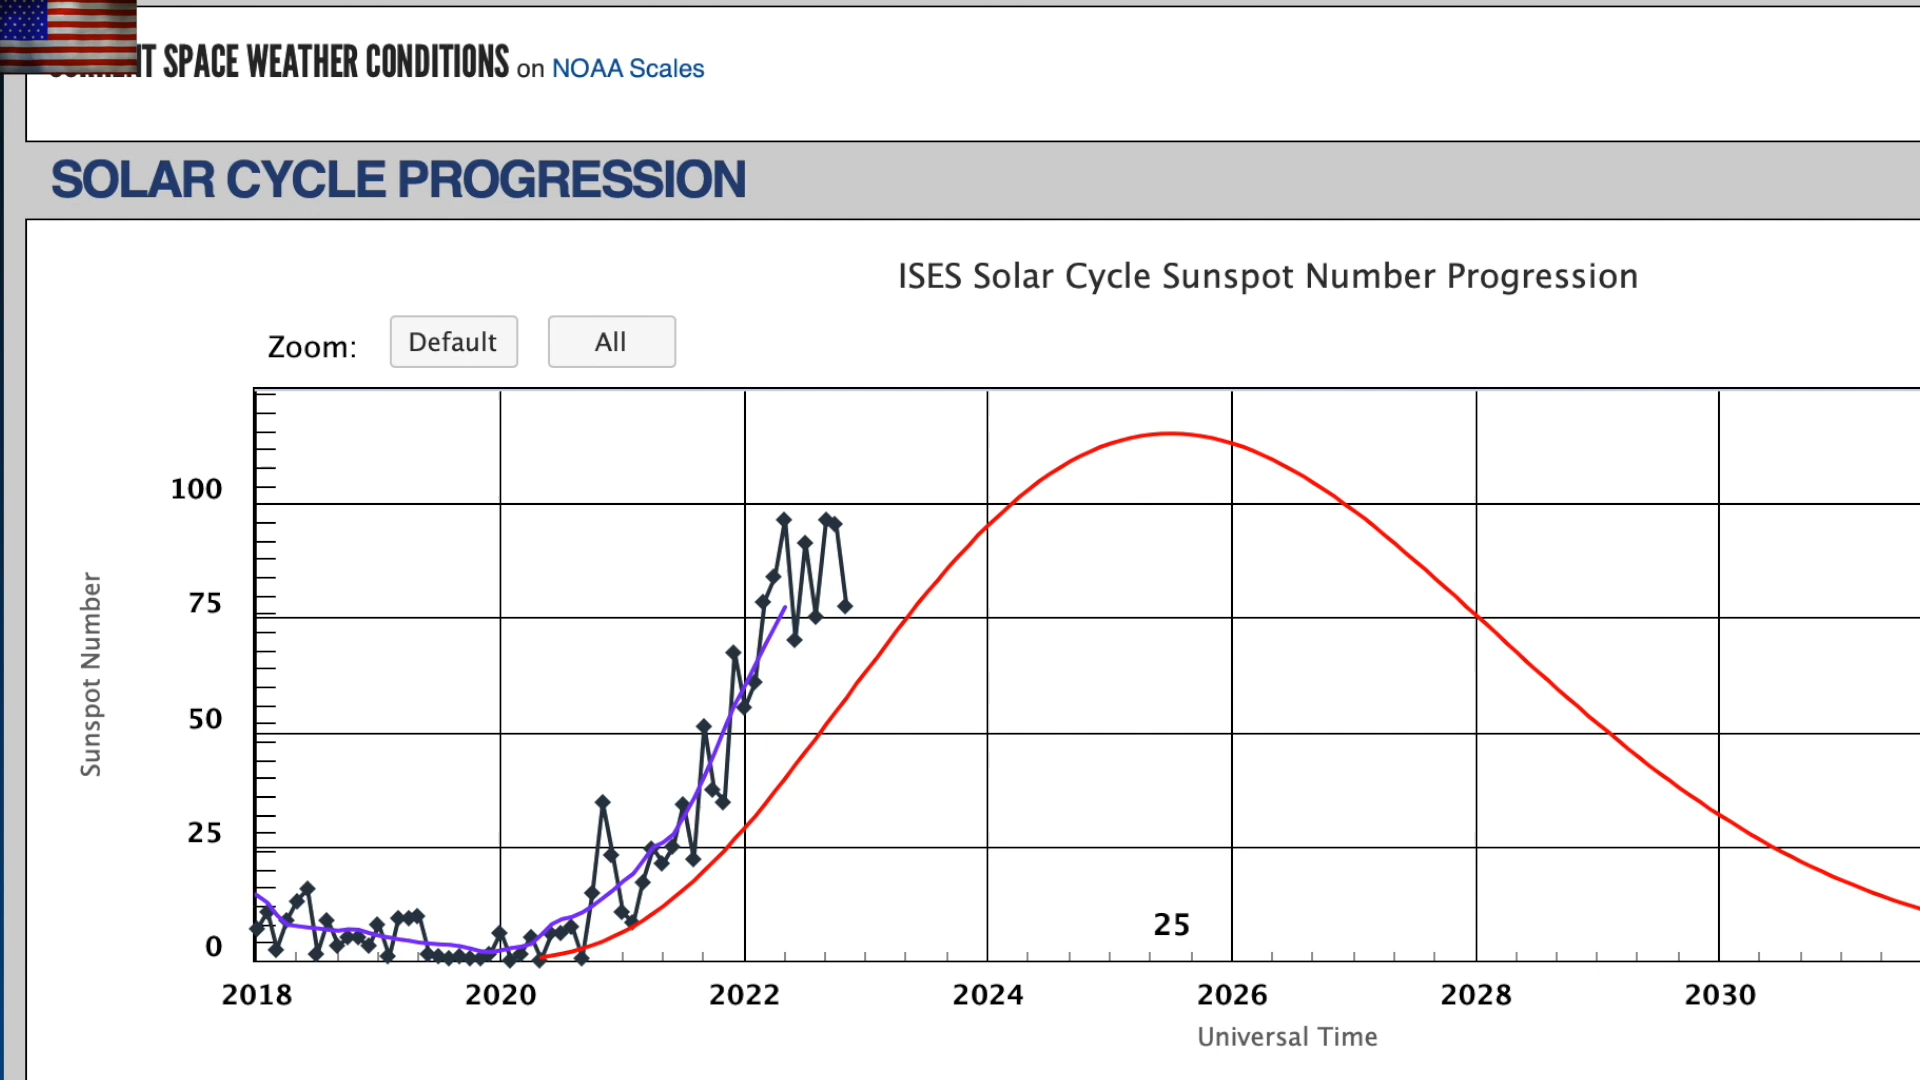 T SPACE WEATHER CONDITIONS on NOAA Scales
SOLAR CYCLE PROGRESSION
ISES Solar Cycle Sunspot Number Progression
Zoom: Default All
100
75
50
25
0
Sunspot Number
25
2018 2020 2022 2024 2026 2028 2030
Universal Time